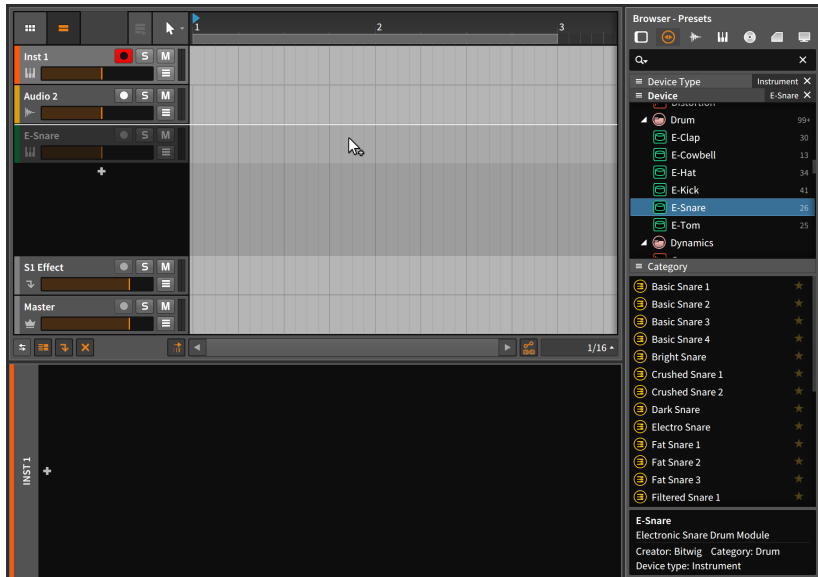 1
2
3
Inst 1
S M
Audio 2
S M
E-Snare
S M
S1 Effect
S M
Master
S M
1/16
INST 1
Browser - Presets
Device Type Instrument
Device E-Snare
Distortion
Drum 99+
E-Clap 30
E-Cowbell 13
E-Hat 34
E-Kick 41
E-Snare 26
E-Tom 25
Dynamics
Category
Basic Snare 1
Basic Snare 2
Basic Snare 3
Basic Snare 4
Bright Snare
Crushed Snare 1
Crushed Snare 2
Dark Snare
Electro Snare
Fat Snare 1
Fat Snare 2
Fat Snare 3
Filtered Snare 1
E-Snare
Electronic Snare Drum Module
Creator: Bitwig Category: Drum
Device type: Instrument